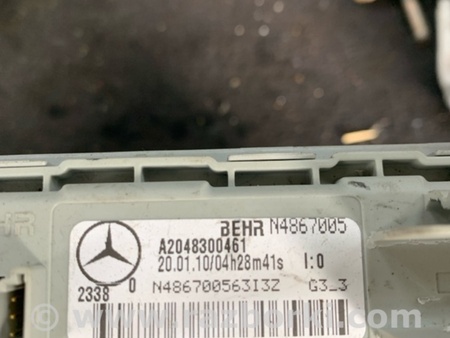 BEHR N4867005
A2048300461
20.01.10/04h28m41s I:0
2338 0 N486700563I3Z G3_3